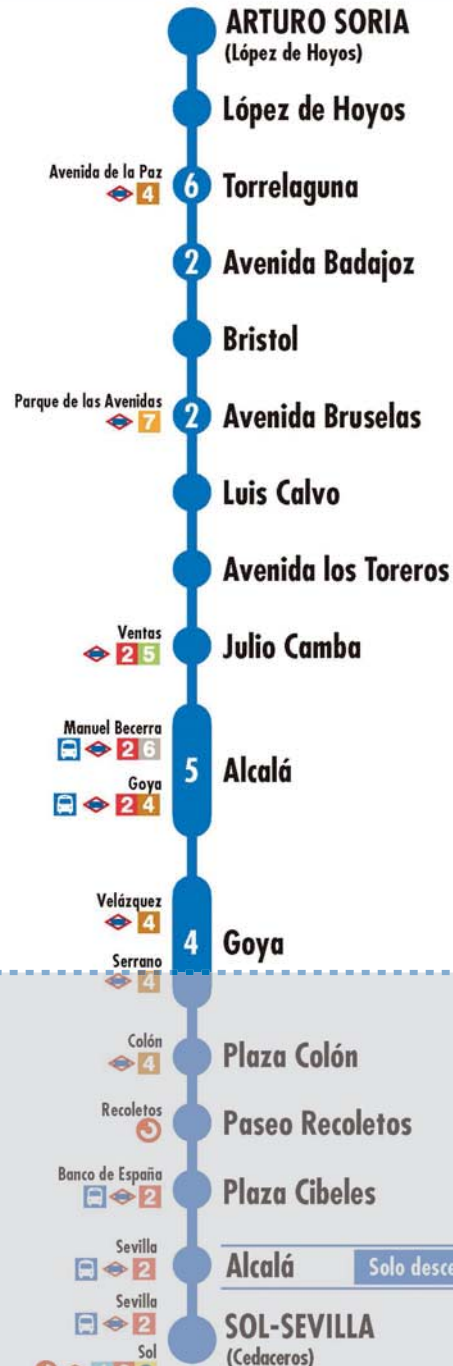 ARTURO SORIA
(López de Hoyos)
López de Hoyos
Avenida de la Paz
4
6 Torrelaguna
2 Avenida Badajoz
Bristol
Parque de las Avenidas
7
2 Avenida Bruselas
Luis Calvo
Avenida los Toreros
Ventas
2 5
Julio Camba
Manuel Becerra
2 6
Goya
2 4
5 Alcalá
Velázquez
4
Serrano
4
4 Goya
Colón
4
Plaza Colón
Recoletos
Paseo Recoletos
Banco de España
2
Plaza Cibeles
Sevilla
2
Alcalá Solo
Sevilla
2
SOL-SEVILLA
(Cedaceros)
Sol